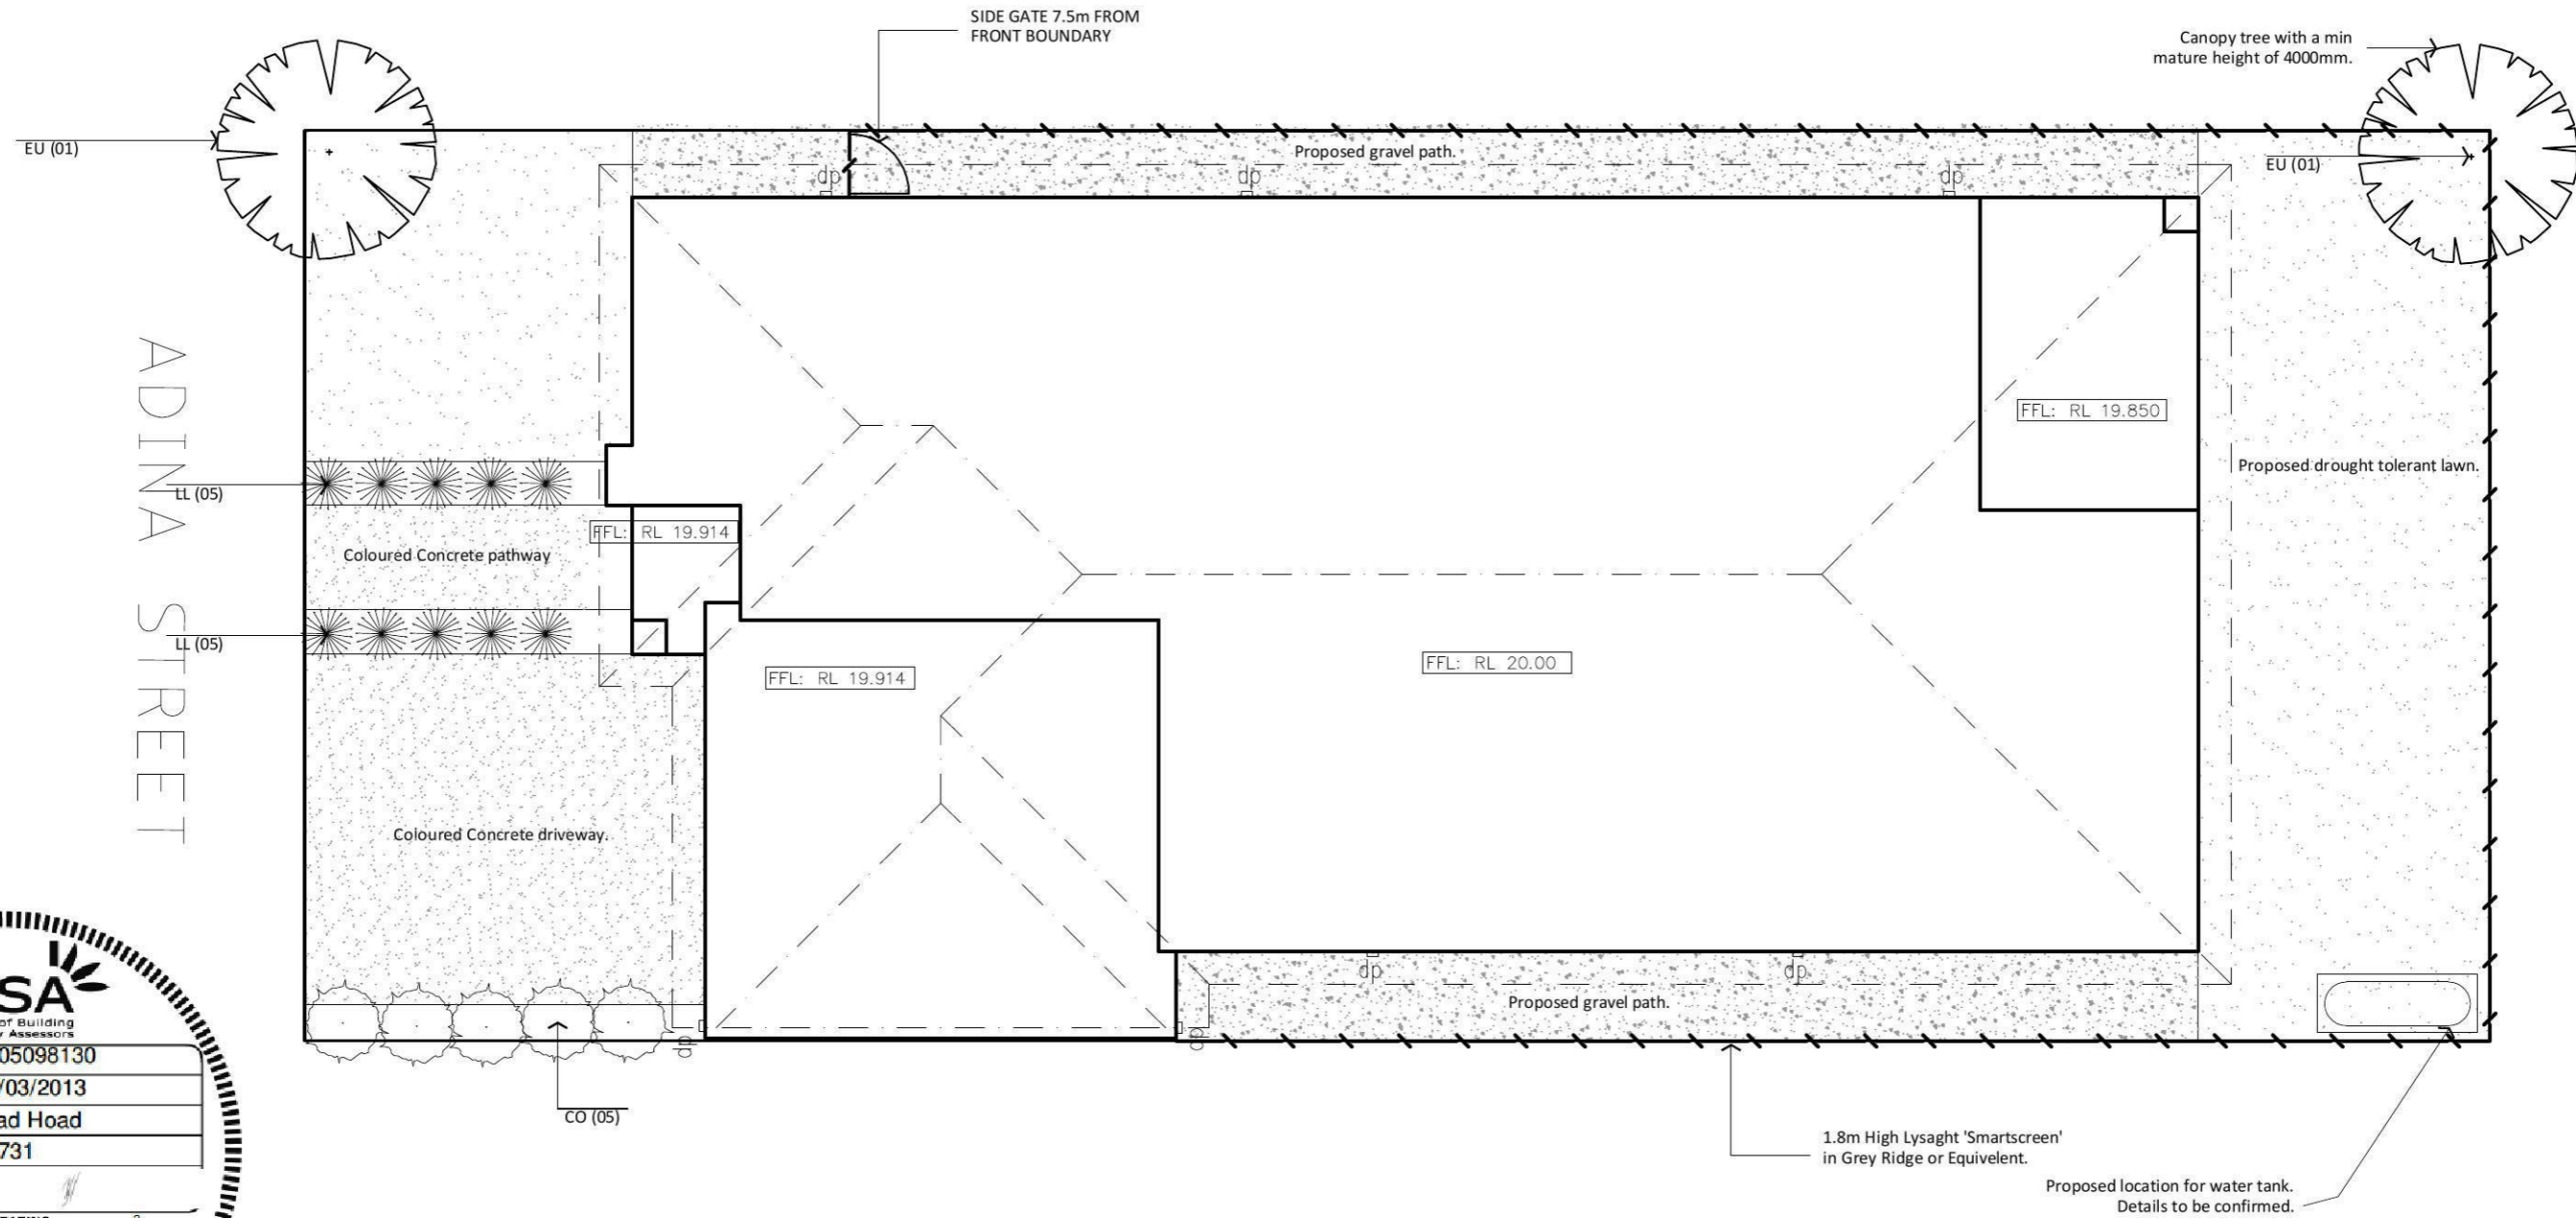 SIDE GATE 7.5m FROM
FRONT BOUNDARY
Canopy tree with a min
mature height of 4000mm.
EU (01)
Proposed gravel path.
EU (01)
dp
dp
dp
ADINA STREET
FFL: RL 19.850
Proposed drought tolerant lawn.
LL (05)
FFL: RL 19.914
Coloured Concrete pathway
LL (05)
FFL: RL 19.914
FFL: RL 20.00
Coloured Concrete driveway.
dp
dp
Proposed gravel path.
dp
dp
CO (05)
1.8m High Lysaght 'Smartscreen'
in Grey Ridge or Equivelent.
Proposed location for water tank.
Details to be confirmed.
SA
of Building
Assessors
05098130
/03/2013
ad Hoad
731